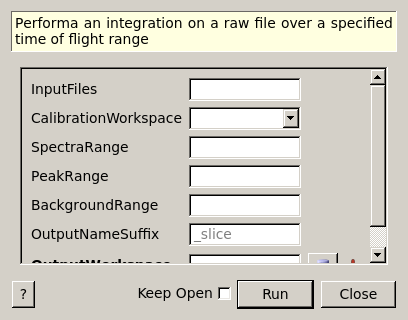 Performa an integration on a raw file over a specified
time of flight range
InputFiles
CalibrationWorkspace
SpectraRange
PeakRange
BackgroundRange
OutputNameSuffix _slice
OutputWorkspace
? Keep Open Run Close